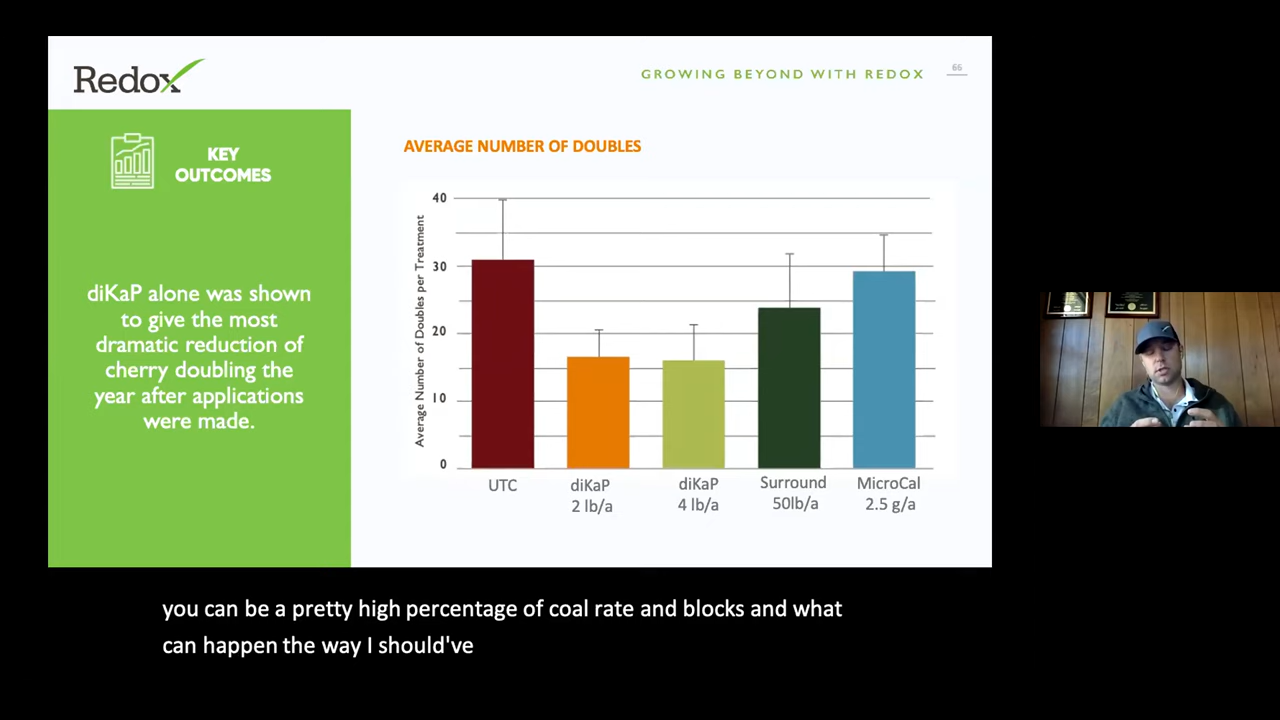 Redox
GROWING BEYOND WITH REDOX
66
KEY
OUTCOMES
diKaP alone was shown
to give the most
dramatic reduction of
cherry doubling the
year after applications
were made.
AVERAGE NUMBER OF DOUBLES
Average Number of Doubles per Treatment
40
30
20
10
0
UTC
diKaP
2 lb/a
diKaP
4 lb/a
Surround
50lb/a
MicroCal
2.5 g/a
you can be a pretty high percentage of coal rate and blocks and what
can happen the way I should've